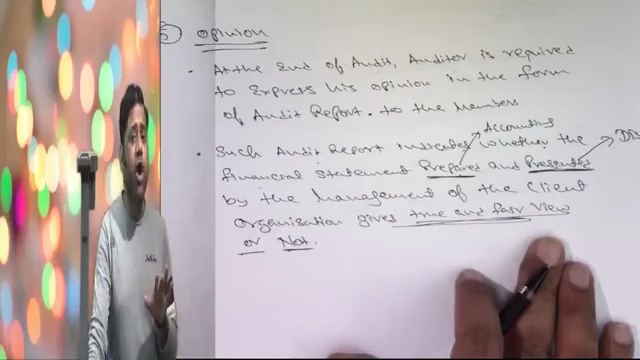 5 Opinion
• At the End of Audit, Auditor is required
to Express his opinion in the form
of Audit Report. to the Members
Accounting
• Such Audit Report indicates whether the
financial statement Prepared and Presented
by the Management of the Client
Organisation gives true and fair view
or Not.